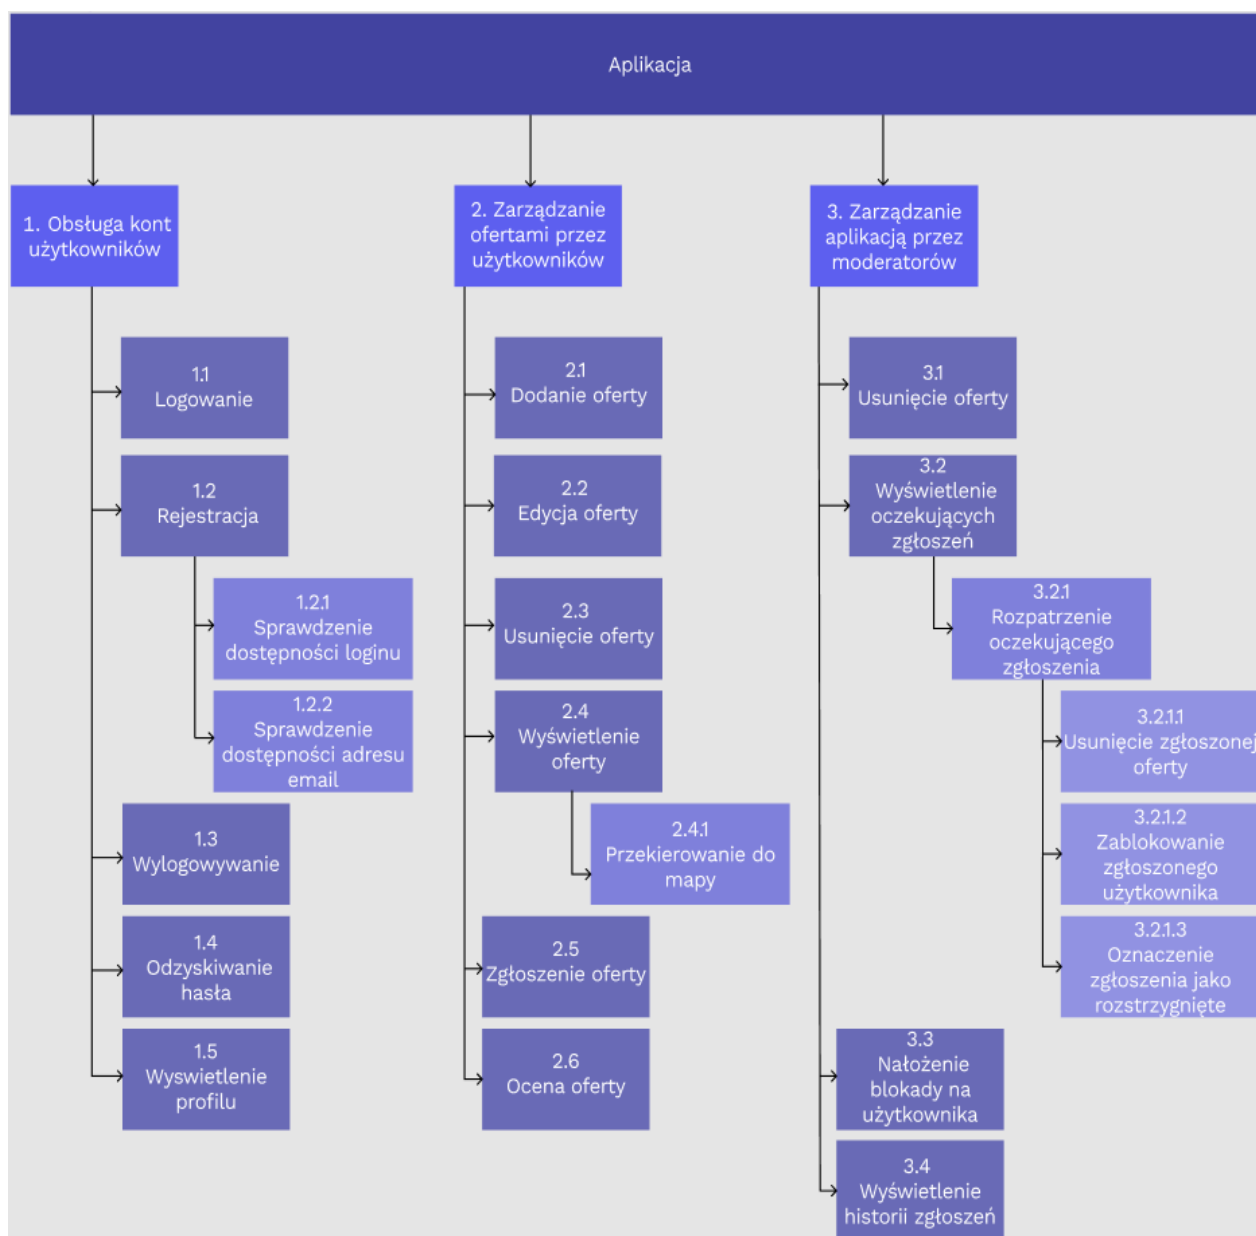 Aplikacja
1. Obsługa kont
użytkowników
1.1
Logowanie
1.2
Rejestracja
1.2.1
Sprawdzenie
dostępności loginu
1.2.2
Sprawdzenie
dostępności adresu
email
1.3
Wylogowywanie
1.4
Odzyskiwanie
hasła
1.5
Wyswietlenie
profilu
2. Zarządzanie
ofertami przez
użytkowników
2.1
Dodanie oferty
2.2
Edycja oferty
2.3
Usunięcie oferty
2.4
Wyświetlenie
oferty
2.4.1
Przekierowanie do
mapy
2.5
Zgłoszenie oferty
2.6
Ocena oferty
3. Zarządzanie
aplikacją przez
moderatorów
3.1
Usunięcie oferty
3.2
Wyświetlenie
oczekujących
zgłoszeń
3.2.1
Rozpatrzenie
oczekującego
zgłoszenia
3.2.1.1
Usunięcie zgłoszonej
oferty
3.2.1.2
Zablokowanie
zgłoszonego
użytkownika
3.2.1.3
Oznaczenie
zgłoszenia jako
rozstrzygnięte
3.3
Nałożenie
blokady na
użytkownika
3.4
Wyświetlenie
historii zgłoszeń